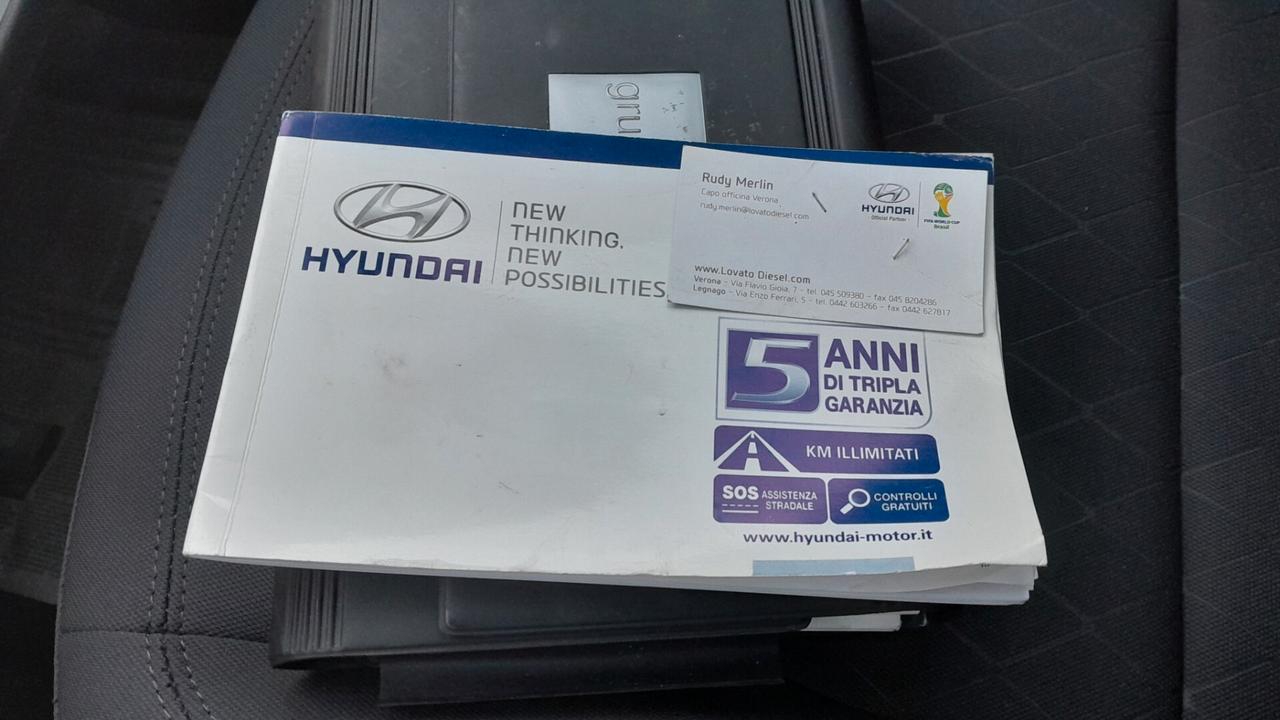 gru
HYUNDAI
NEW
THINKING.
NEW
POSSIBILITIES
Rudy Merlin
Capo officina Verona
rudy.merlin@lovatodiesel.com
HYUNDAI
Official Partner
FIFA WORLD CUP
Brasil
www.Lovato Diesel.com
Verona - Via Flavio Gioia, 7 - tel. 045 509380 - fax 045 8204286
Legnago - Via Enzo Ferrari, 5 - tel. 0442 603266 - fax 0442 627817
5 ANNI
DI TRIPLA
GARANZIA
KM ILLIMITATI
SOS ASSISTENZA
STRADALE
CONTROLLI
GRATUITI
www.hyundai-motor.it